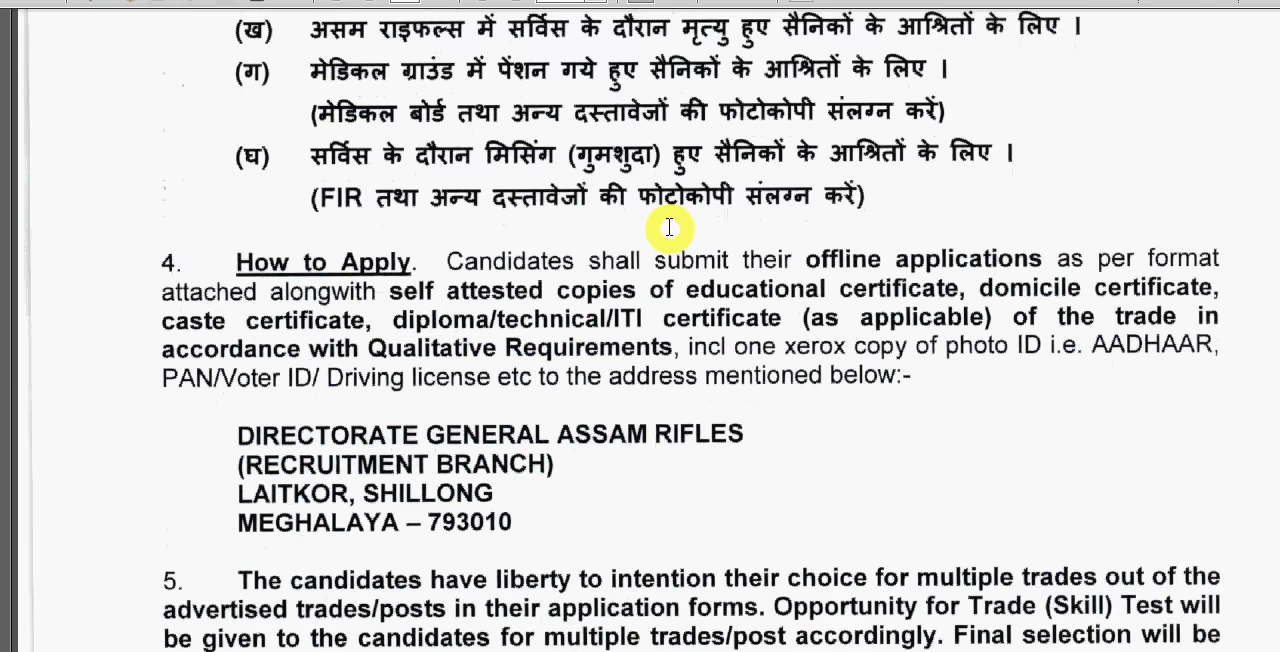 (ख) असम राइफल्स में सर्विस के दौरान मृत्यु हुए सैनिकों के आश्रितों के लिए ।
(ग) मेडिकल ग्राउंड में पेंशन गये हुए सैनिकों के आश्रितों के लिए ।
(मेडिकल बोर्ड तथा अन्य दस्तावेजों की फोटोकोपी संलग्न करें)
(घ) सर्विस के दौरान मिसिंग (गुमशुदा) हुए सैनिकों के आश्रितों के लिए ।
(FIR तथा अन्य दस्तावेजों की फोटोकोपी संलग्न करें)
4. How to Apply. Candidates shall submit their offline applications as per format
attached alongwith self attested copies of educational certificate, domicile certificate,
caste certificate, diploma/technical/ITI certificate (as applicable) of the trade in
accordance with Qualitative Requirements, incl one xerox copy of photo ID i.e. AADHAAR,
PAN/Voter ID/ Driving license etc to the address mentioned below:-
DIRECTORATE GENERAL ASSAM RIFLES
(RECRUITMENT BRANCH)
LAITKOR, SHILLONG
MEGHALAYA – 793010
5. The candidates have liberty to intention their choice for multiple trades out of the
advertised trades/posts in their application forms. Opportunity for Trade (Skill) Test will
be given to the candidates for multiple trades/post accordingly. Final selection will be